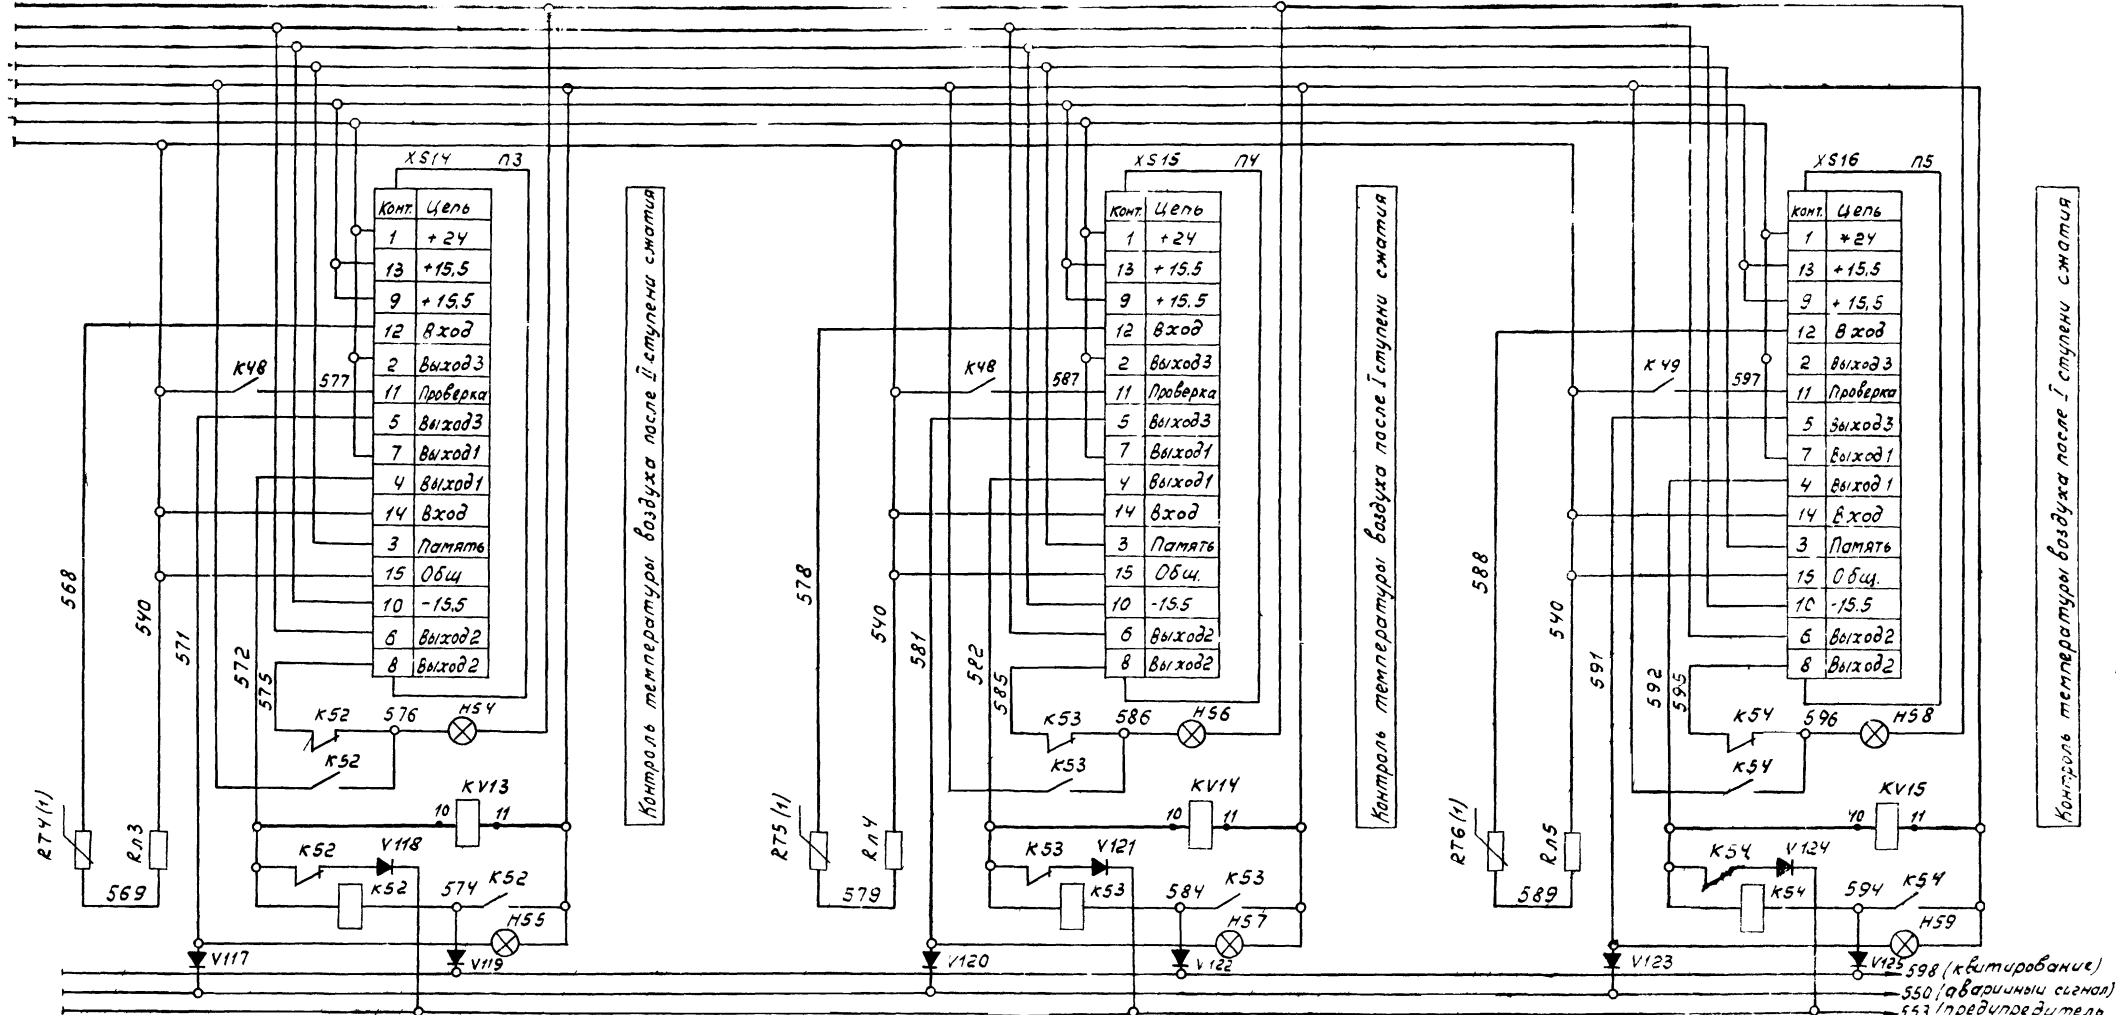 XS14 П3
Конт. Цепь
1 +24
13 +15,5
9 +15.5
12 Вход
2 Выход3
11 Проверка
5 Выход3
7 Выход1
4 Выход1
14 Вход
3 Память
15 Общ
10 -15.5
6 Выход2
8 Выход2
K48
577
568
540
571
572
575
K52
576
H54
K52
KV13
10 11
RT4(1)
Rл3
569
K52
V118
K52
574
K52
H55
V117
V119
Контроль температуры воздуха после II ступени сжатия
XS15 П4
Конт. Цепь
1 +24
13 +15.5
9 +15.5
12 Вход
2 Выход3
11 Проверка
5 Выход3
7 Выход1
4 Выход1
14 Вход
3 Память
15 Общ.
10 -15.5
6 Выход2
8 Выход2
K48
587
578
540
581
582
585
K53
586
H56
K53
KV14
10 11
RT5(1)
Rл4
579
K53
V121
K53
584
K53
H57
V120
V122
Контроль температуры воздуха после I ступени сжатия
XS16 П5
Конт. Цепь
1 +24
13 +15,5
9 +15,5
12 Вход
2 Выход3
11 Проверка
5 Выход3
7 Выход1
4 Выход1
14 Вход
3 Память
15 Общ.
10 -15.5
6 Выход2
8 Выход2
K49
597
588
540
591
592
595
K54
596
H58
K54
KV15
10 11
RT6(1)
Rл5
589
K54
V124
K54
594
K54
H59
V123
V125
Контроль температуры воздуха после I ступени сжатия
598 (квитирование)
550 (аварийный сигнал)
553 (предупредитель